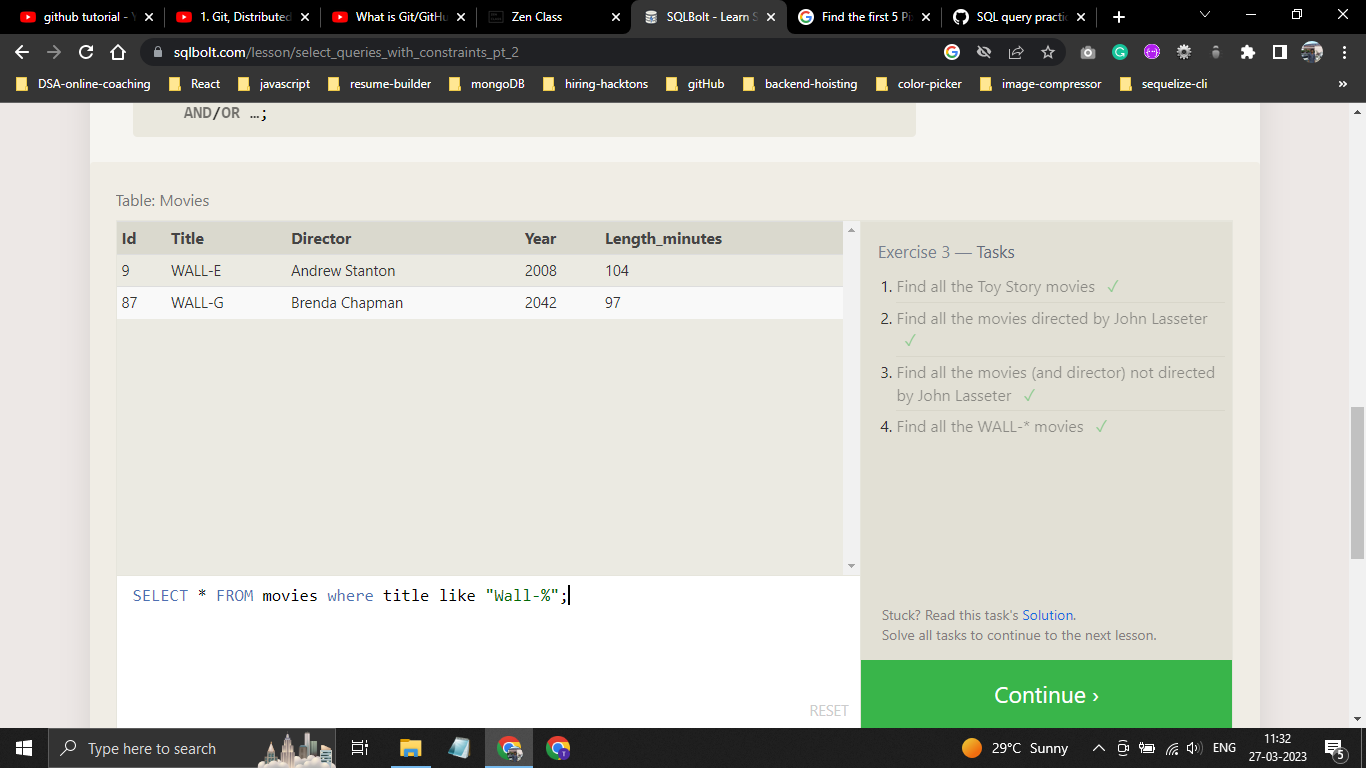 github tutorial - Y
1. Git, Distributed
What is Git/GitHu
Zen Class
SQLBolt - Learn S
Find the first 5 Pi
SQL query practic
sqlbolt.com/lesson/select_queries_with_constraints_pt_2
DSA-online-coaching
React
javascript
resume-builder
mongoDB
hiring-hacktons
gitHub
backend-hoisting
color-picker
image-compressor
sequelize-cli
»
AND/OR …;
Table: Movies
Id Title Director Year Length_minutes
9 WALL-E Andrew Stanton 2008 104
87 WALL-G Brenda Chapman 2042 97
Exercise 3 — Tasks
1. Find all the Toy Story movies ✓
2. Find all the movies directed by John Lasseter
✓
3. Find all the movies (and director) not directed
by John Lasseter ✓
4. Find all the WALL-* movies ✓
SELECT * FROM movies where title like "Wall-%";
Stuck? Read this task's Solution.
Solve all tasks to continue to the next lesson.
RESET
Continue ›
Type here to search
29°C Sunny
ENG
11:32
27-03-2023
5